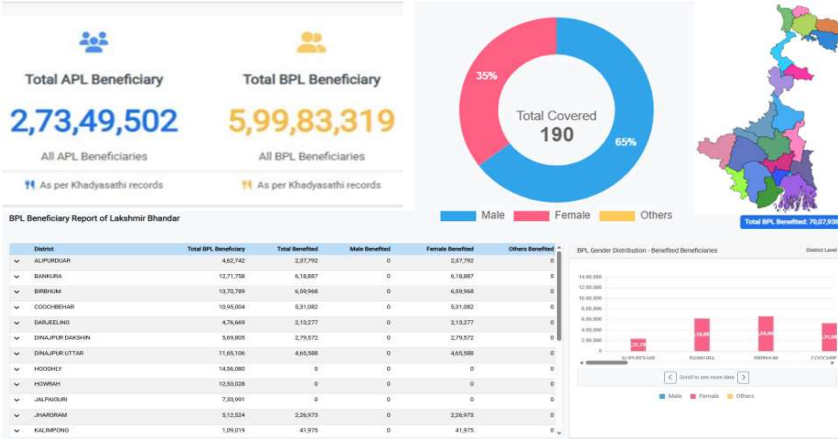 Total APL Beneficiary
2,73,49,502
All APL Beneficiaries
As per Khadyasathi records
Total BPL Beneficiary
5,99,83,319
All BPL Beneficiaries
As per Khadyasathi records
35%
Total Covered
190
65%
Male Female Others
Total BPL Benefited: 70,07,938
BPL Beneficiary Report of Lakshmir Bhandar
District Total BPL Beneficiary Total Benefited Male Benefited Female Benefited Others Benefited
ALIPURDUAR 4,62,742 2,37,792 0 2,37,792 0
BANKURA 12,71,758 6,18,887 0 6,18,887 0
BIRBHUM 13,70,789 6,59,968 0 6,59,968 0
COOCHBEHAR 10,95,004 5,31,082 0 5,31,082 0
DARJEELING 4,76,669 2,13,277 0 2,13,277 0
DINAJPUR DAKSHIN 5,69,805 2,79,572 0 2,79,572 0
DINAJPUR UTTAR 11,65,106 4,65,588 0 4,65,588 0
HOOGHLY 14,56,080 0 0 0 0
HOWRAH 12,53,028 0 0 0 0
JALPAIGURI 7,33,991 0 0 0 0
JHARGRAM 5,12,524 2,26,973 0 2,26,973 0
KALIMPONG 1,09,019 41,975 0 41,975 0
BPL Gender Distribution - Benefited Beneficiaries District Level
14,00,000
12,00,000
10,00,000
8,00,000
6,00,000
4,00,000
2,00,000
0
ALIPURDUAR BANKURA BIRBHUM COOCHBE
Scroll to see more data
Male Female Others